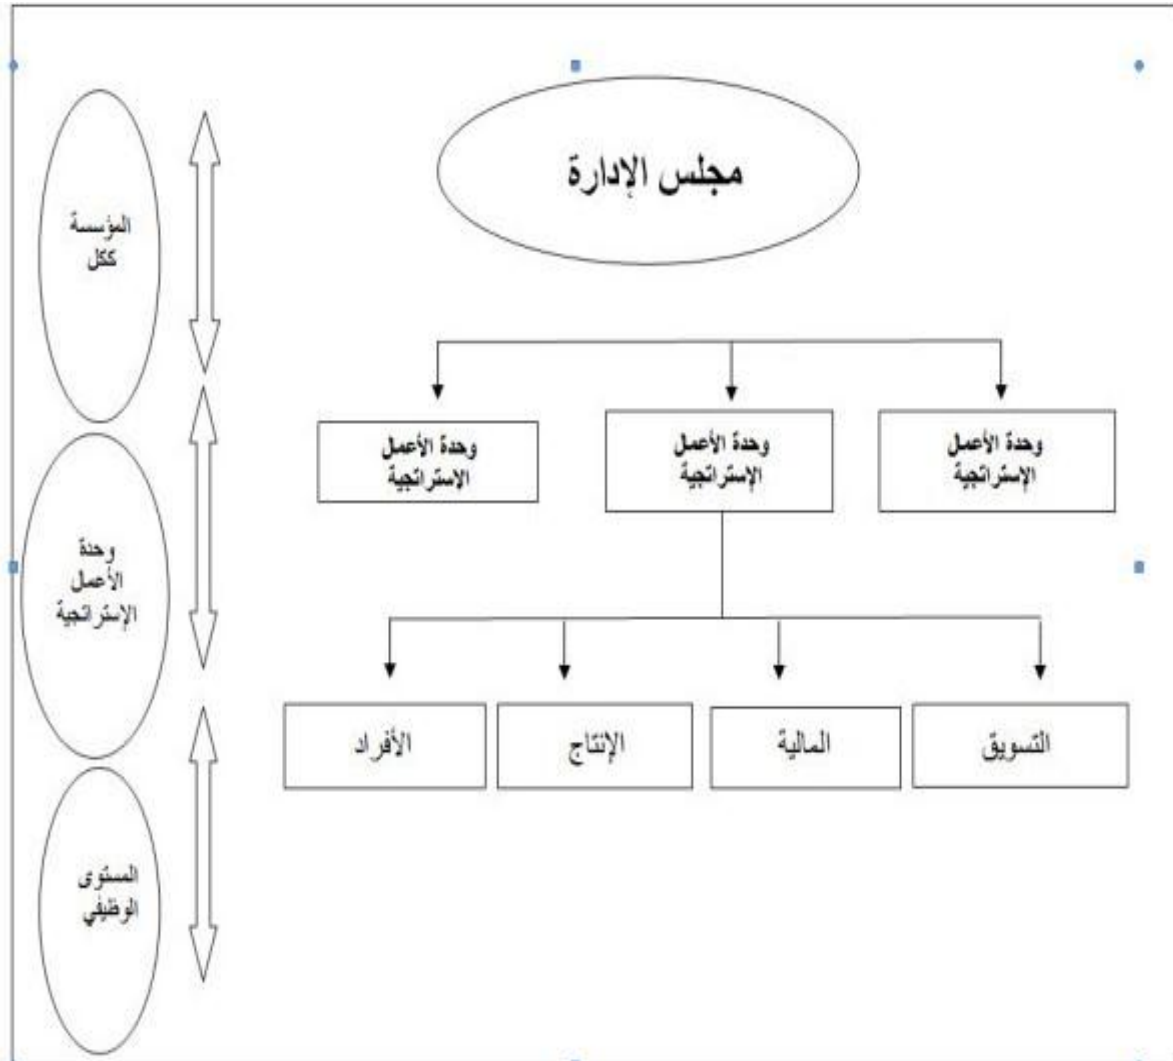 مجلس الإدارة
المؤسسة
ككل
وحدة الأعمل
الإستراتجية
وحدة الأعمل
الإستراتجية
وحدة الأعمل
الإستراتجية
وحدة
الأعمل
الإستراتجية
التسويق
المالية
الإنتاج
الأفراد
المستوى
الوظيفي